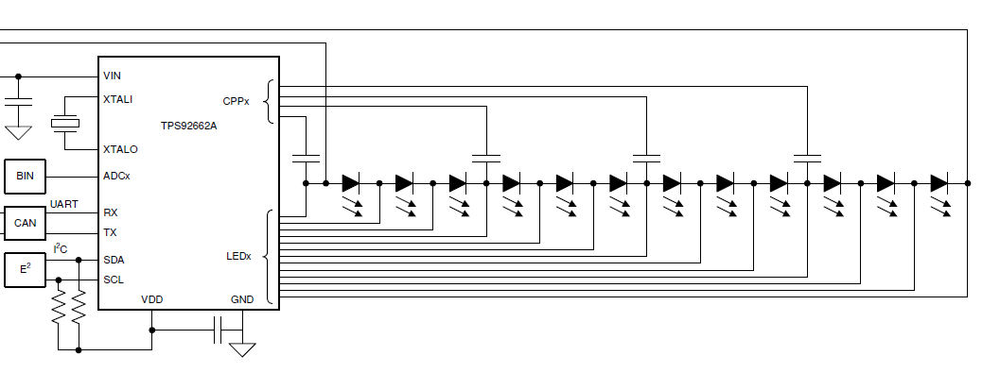 VIN
XTALI
CPPx
TPS92662A
XTALO
BIN
ADCx
UART
RX
CAN
TX
I²C
LEDx
SDA
E²
SCL
VDD
GND